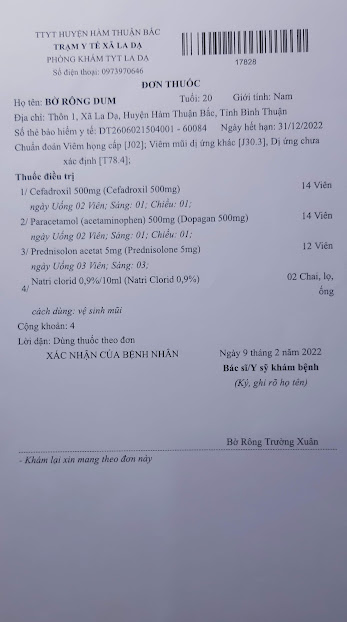 TTYT HUYỆN HÀM THUẬN BẮC
TRẠM Y TẾ XÃ LA DẠ
PHÒNG KHÁM TYT LA DẠ
Số điện thoại: 0973970646
17828
ĐƠN THUỐC
Họ tên: BỜ RÔNG DUM Tuổi: 20 Giới tính: Nam
Địa chỉ: Thôn 1, Xã La Dạ, Huyện Hàm Thuận Bắc, Tỉnh Bình Thuận
Số thẻ bảo hiểm y tế: DT2606021504001 - 60084 Ngày hết hạn: 31/12/2022
Chuẩn đoán Viêm họng cấp [J02]; Viêm mũi dị ứng khác [J30.3], Dị ứng chưa
xác định [T78.4];
Thuốc điều trị
1/ Cefadroxil 500mg (Cefadroxil 500mg) 14 Viên
ngày Uống 02 Viên; Sáng: 01; Chiều: 01;
2/ Paracetamol (acetaminophen) 500mg (Dopagan 500mg) 14 Viên
ngày Uống 02 Viên; Sáng: 01; Chiều: 01;
3/ Prednisolon acetat 5mg (Prednisolone 5mg) 12 Viên
ngày Uống 03 Viên; Sáng: 03;
4/ Natri clorid 0,9%/10ml (Natri Clorid 0,9%) 02 Chai, lọ,
ống
cách dùng: vệ sinh mũi
Cộng khoản: 4
Lời dặn: Dùng thuốc theo đơn
XÁC NHẬN CỦA BỆNH NHÂN Ngày 9 tháng 2 năm 2022
Bác sĩ/Y sỹ khám bệnh
(Ký, ghi rõ họ tên)
Bờ Rông Trường Xuân
- Khám lại xin mang theo đơn này